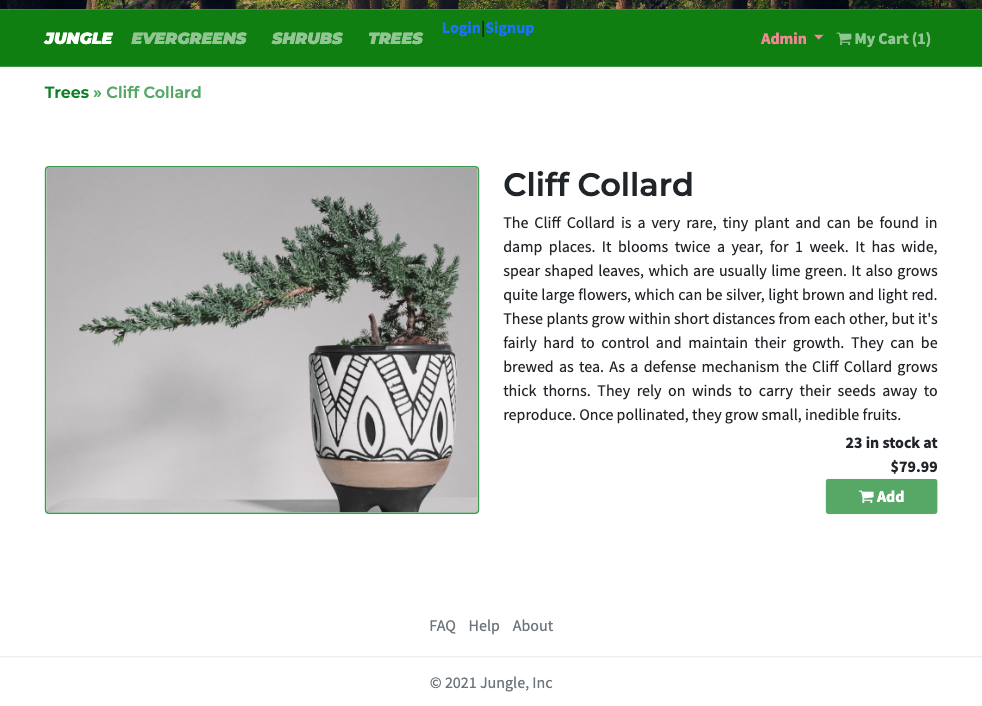 JUNGLE EVERGREENS SHRUBS TREES Login|Signup Admin My Cart (1)
Trees » Cliff Collard
Cliff Collard
The Cliff Collard is a very rare, tiny plant and can be found in
damp places. It blooms twice a year, for 1 week. It has wide,
spear shaped leaves, which are usually lime green. It also grows
quite large flowers, which can be silver, light brown and light red.
These plants grow within short distances from each other, but it's
fairly hard to control and maintain their growth. They can be
brewed as tea. As a defense mechanism the Cliff Collard grows
thick thorns. They rely on winds to carry their seeds away to
reproduce. Once pollinated, they grow small, inedible fruits.
23 in stock at
$79.99
Add
FAQ Help About
© 2021 Jungle, Inc